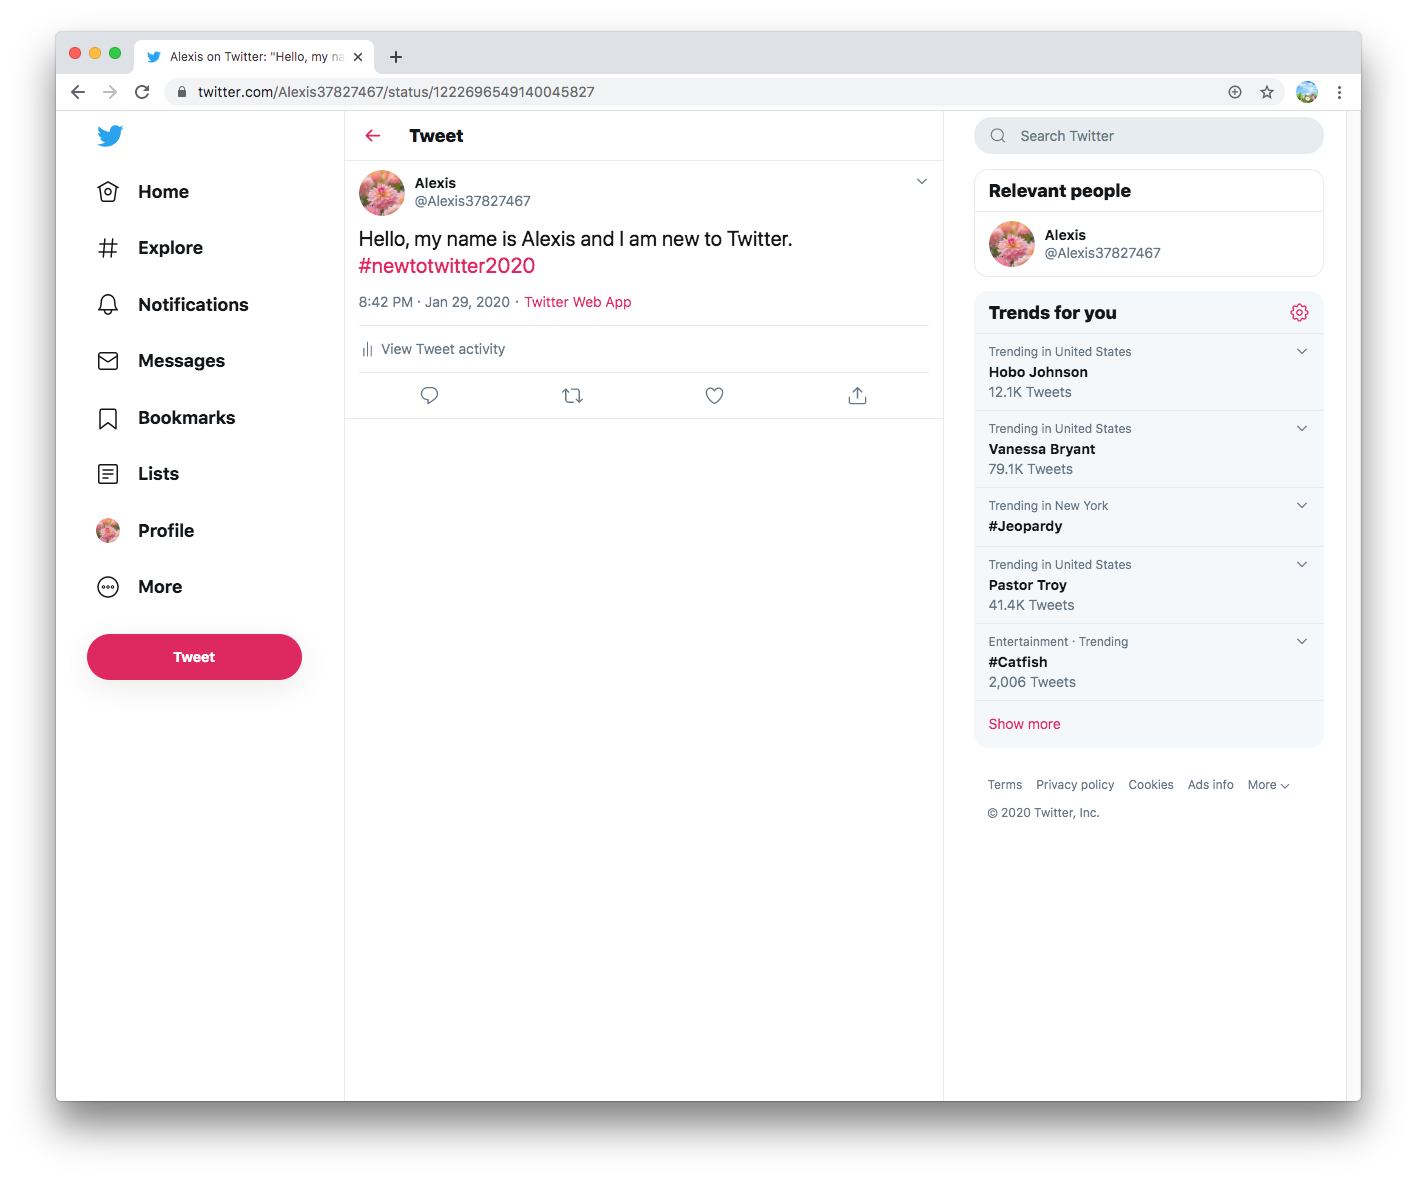 Alexis on Twitter: "Hello, my na
twitter.com/Alexis37827467/status/1222696549140045827
Home
Explore
Notifications
Messages
Bookmarks
Lists
Profile
More
Tweet
Tweet
Alexis
@Alexis37827467
Hello, my name is Alexis and I am new to Twitter.
#newtotwitter2020
8:42 PM · Jan 29, 2020 · Twitter Web App
View Tweet activity
Search Twitter
Relevant people
Alexis
@Alexis37827467
Trends for you
Trending in United States
Hobo Johnson
12.1K Tweets
Trending in United States
Vanessa Bryant
79.1K Tweets
Trending in New York
#Jeopardy
Trending in United States
Pastor Troy
41.4K Tweets
Entertainment · Trending
#Catfish
2,006 Tweets
Show more
Terms Privacy policy Cookies Ads info More
© 2020 Twitter, Inc.